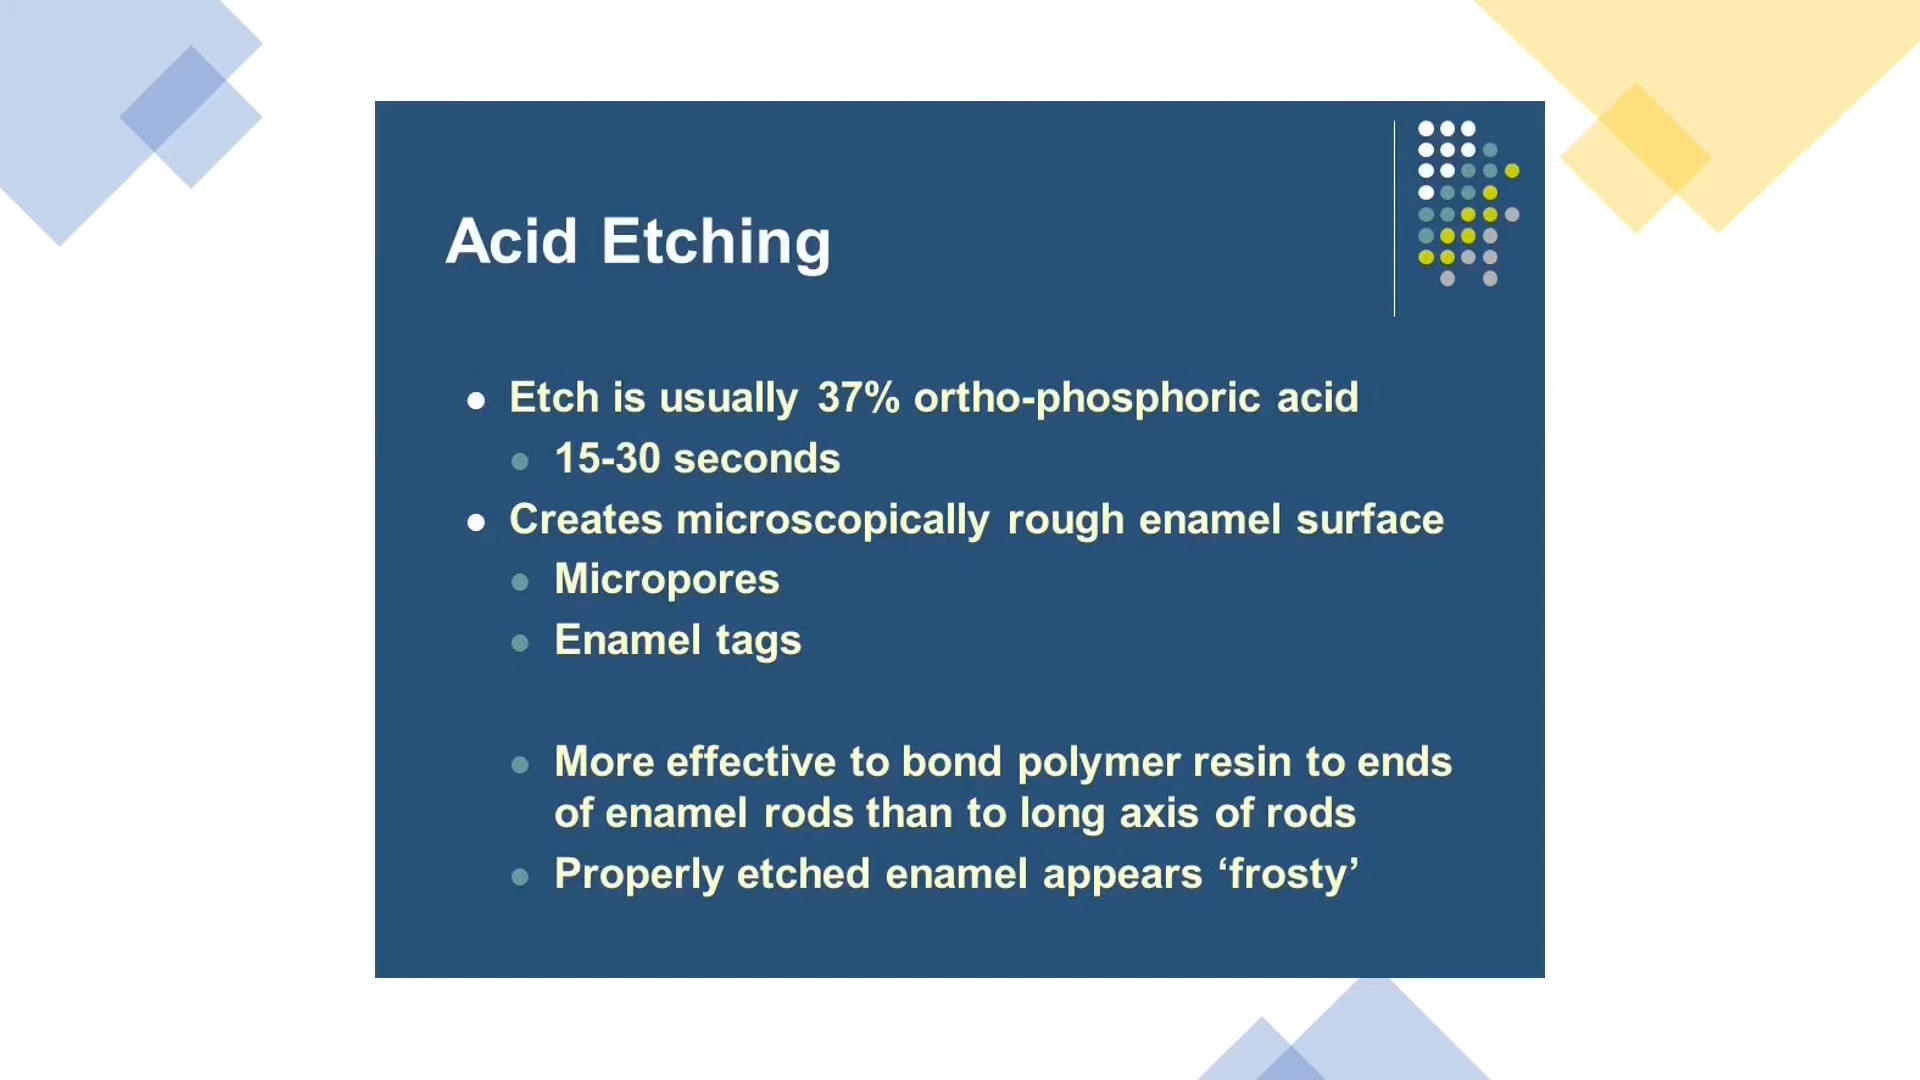 Acid Etching
Etch is usually 37% ortho-phosphoric acid
15-30 seconds
Creates microscopically rough enamel surface
Micropores
Enamel tags
More effective to bond polymer resin to ends
of enamel rods than to long axis of rods
Properly etched enamel appears ‘frosty’